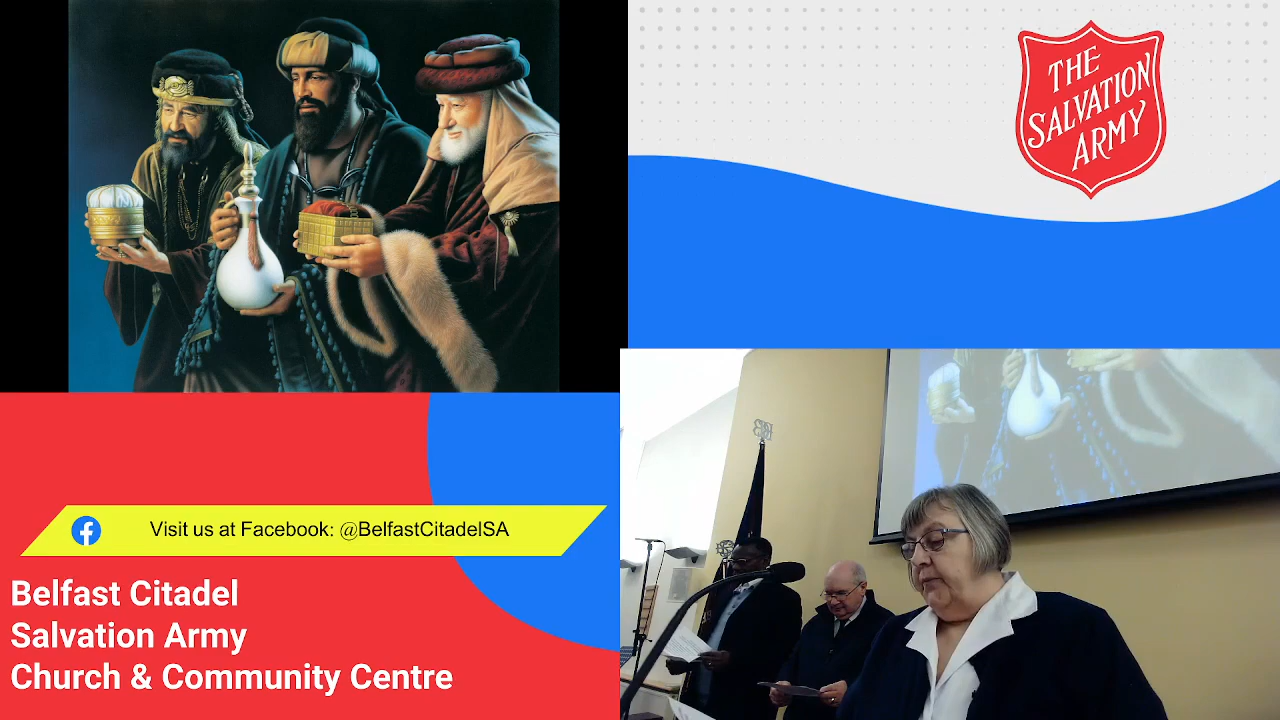 THE
SALVATION
ARMY
Visit us at Facebook: @BelfastCitadelSA
Belfast Citadel
Salvation Army
Church & Community Centre